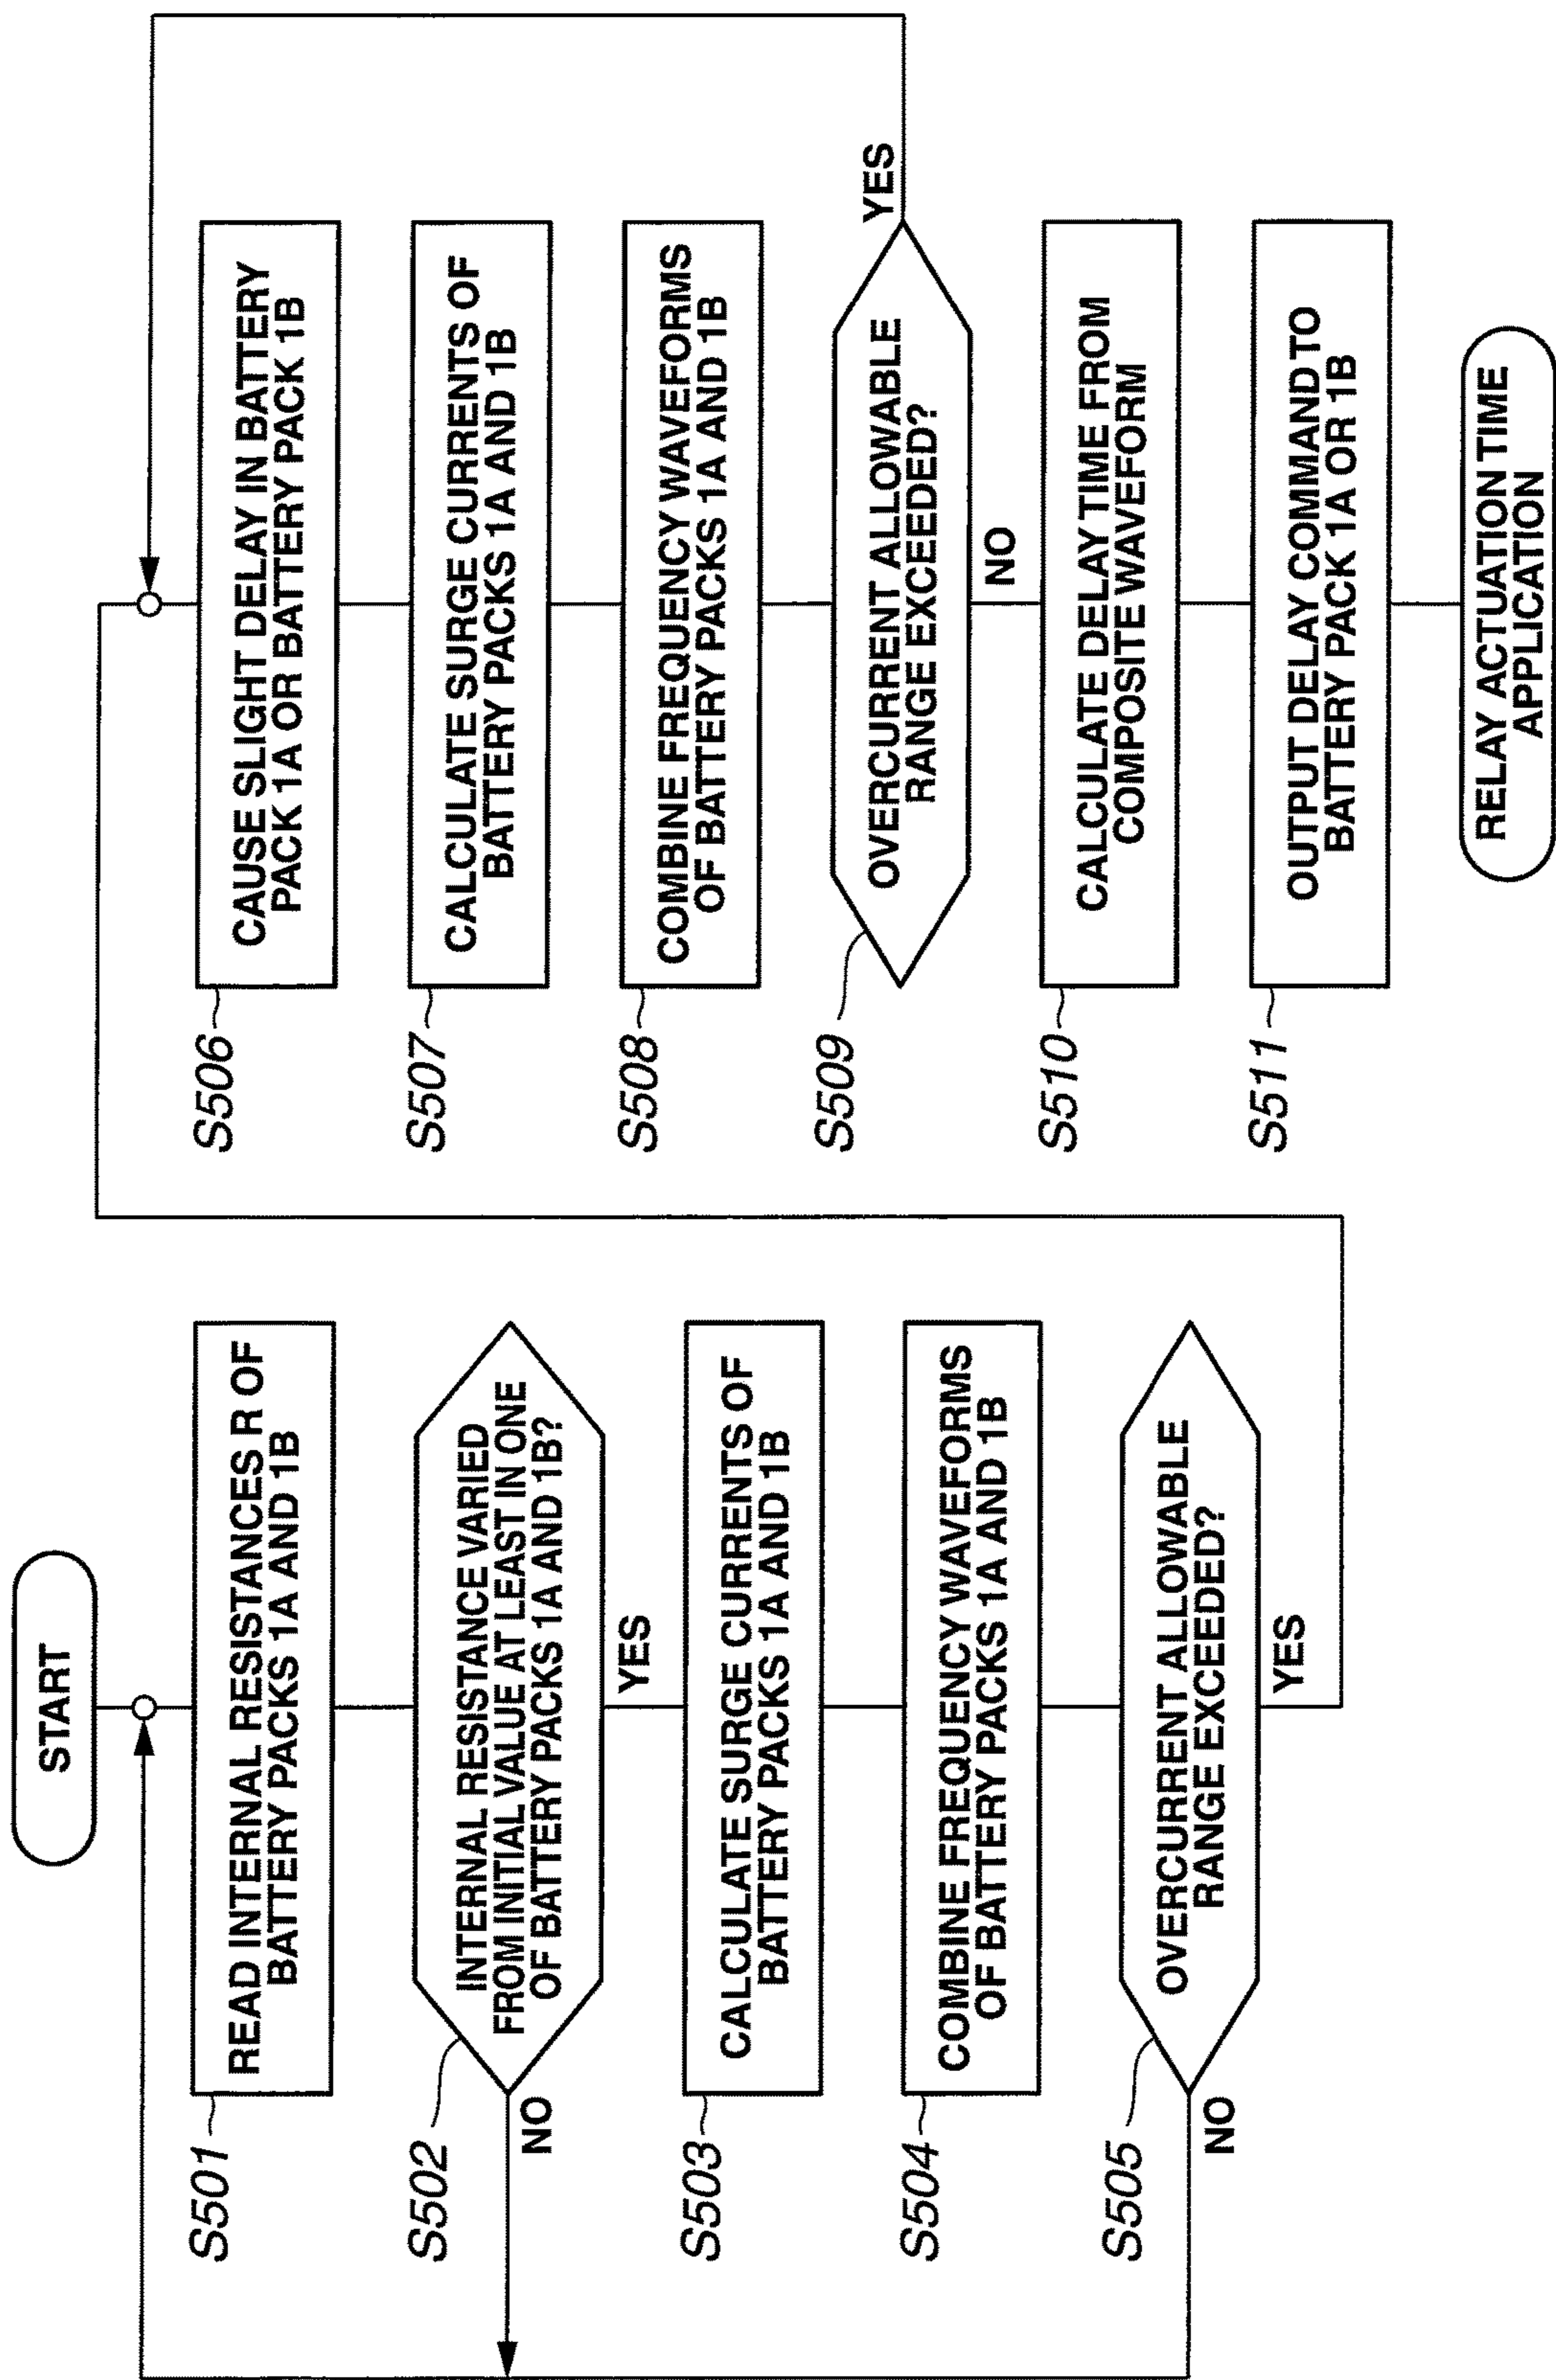 START
S501
READ INTERNAL RESISTANCES R OF
BATTERY PACKS 1A AND 1B
S502
INTERNAL RESISTANCE VARIED
FROM INITIAL VALUE AT LEAST IN ONE
OF BATTERY PACKS 1A AND 1B?
NO
YES
S503
CALCULATE SURGE CURRENTS OF
BATTERY PACKS 1A AND 1B
S504
COMBINE FREQUENCY WAVEFORMS
OF BATTERY PACKS 1A AND 1B
S505
OVERCURRENT ALLOWABLE
RANGE EXCEEDED?
NO
YES
S506
CAUSE SLIGHT DELAY IN BATTERY
PACK 1A OR BATTERY PACK 1B
S507
CALCULATE SURGE CURRENTS OF
BATTERY PACKS 1A AND 1B
S508
COMBINE FREQUENCY WAVEFORMS
OF BATTERY PACKS 1A AND 1B
S509
OVERCURRENT ALLOWABLE
RANGE EXCEEDED?
YES
NO
S510
CALCULATE DELAY TIME FROM
COMPOSITE WAVEFORM
S511
OUTPUT DELAY COMMAND TO
BATTERY PACK 1A OR 1B
RELAY ACTUATION TIME
APPLICATION